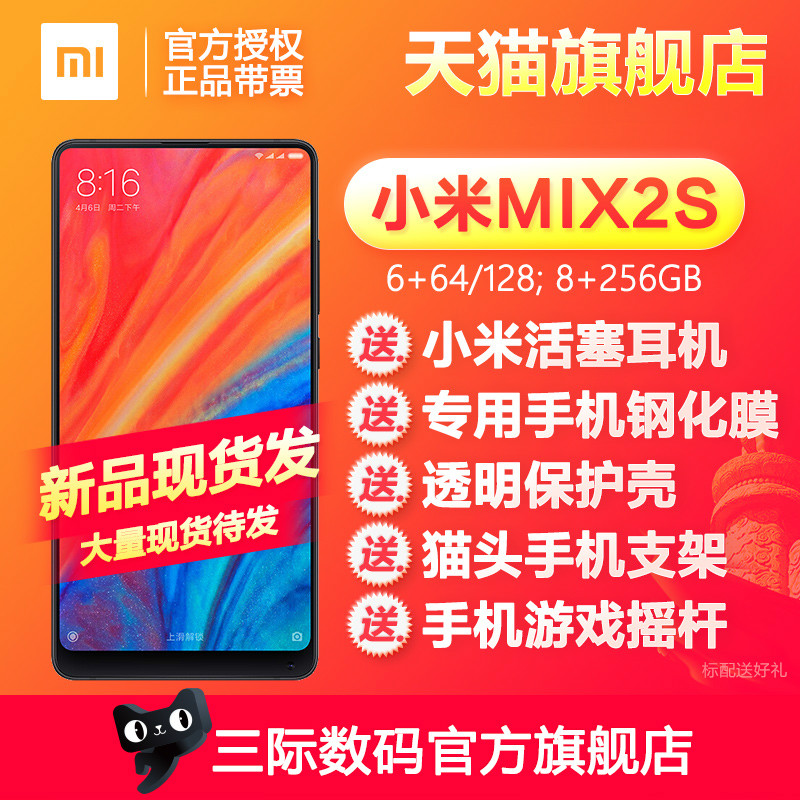 mi
官方授权
正品带票
天猫旗舰店
8:16
4月6日 周二下午
小米MIX2S
6+64/128; 8+256GB
送 小米活塞耳机
送 专用手机钢化膜
送 透明保护壳
送 猫头手机支架
送 手机游戏摇杆
新品现货发
大量现货待发
上滑解锁
标配送好礼
三际数码官方旗舰店